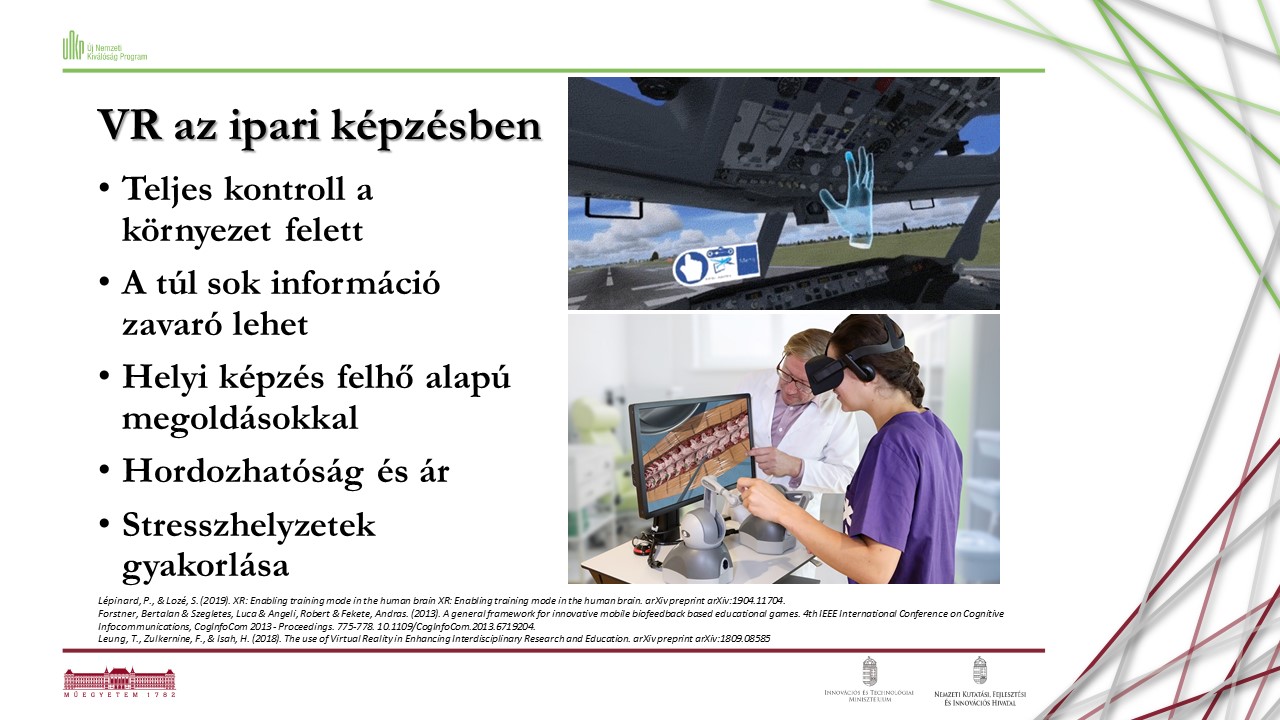 ÚNKP Új Nemzeti
Kiválóság Program
VR az ipari képzésben
• Teljes kontroll a
környezet felett
• A túl sok információ
zavaró lehet
• Helyi képzés felhő alapú
megoldásokkal
• Hordozhatóság és ár
• Stresszhelyzetek
gyakorlása
Lépinard, P., & Lozé, S. (2019). XR: Enabling training mode in the human brain XR: Enabling training mode in the human brain. arXiv preprint arXiv:1904.11704.
Forstner, Bertalan & Szegletes, Luca & Angeli, Robert & Fekete, Andras. (2013). A general framework for innovative mobile biofeedback based educational games. 4th IEEE International Conference on Cognitive
Infocommunications, CogInfoCom 2013 - Proceedings. 775-778. 10.1109/CogInfoCom.2013.6719204.
Leung, T., Zulkernine, F., & Isah, H. (2018). The use of Virtual Reality in Enhancing Interdisciplinary Research and Education. arXiv preprint arXiv:1809.08585
MŰEGYETEM 1782
Innovációs és Technológiai
Minisztérium
Nemzeti Kutatási, Fejlesztési
És Innovációs Hivatal